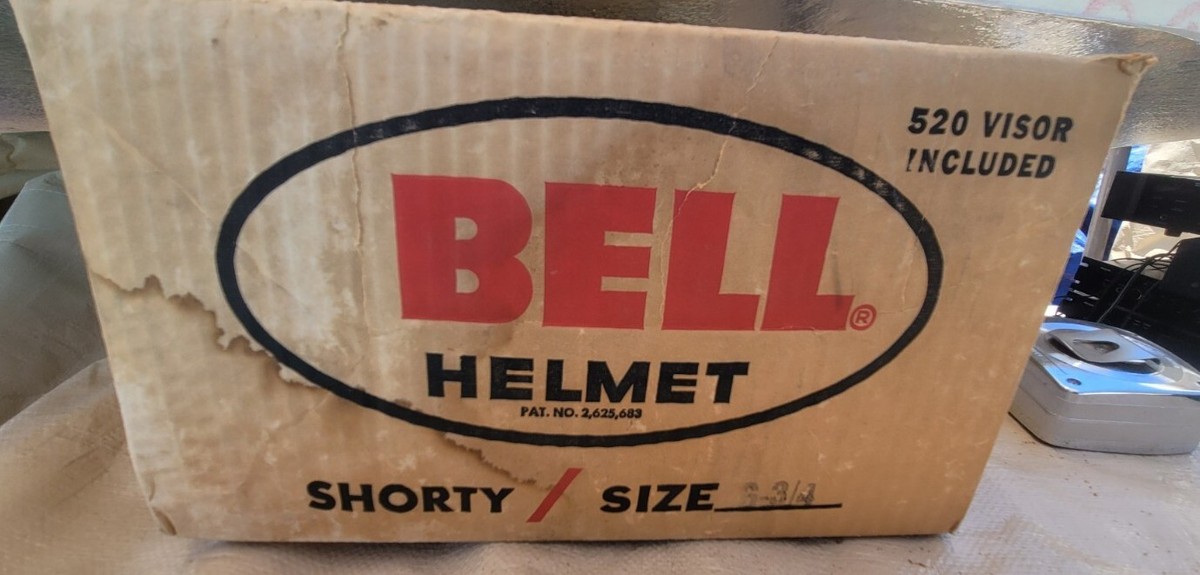 520 VISOR
INCLUDED
BELL®
HELMET
PAT. NO. 2,625,683
SHORTY / SIZE 6-3/4